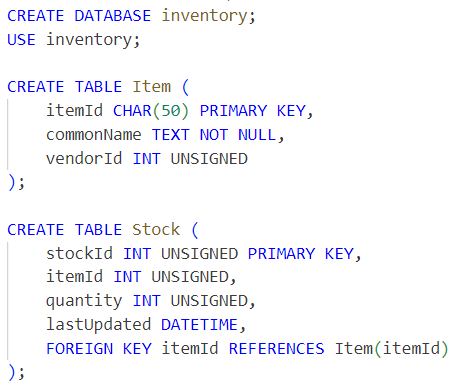 CREATE DATABASE inventory;
USE inventory;
CREATE TABLE Item (
itemId CHAR(50) PRIMARY KEY,
commonName TEXT NOT NULL,
vendorId INT UNSIGNED
);
CREATE TABLE Stock (
stockId INT UNSIGNED PRIMARY KEY,
itemId INT UNSIGNED,
quantity INT UNSIGNED,
lastUpdated DATETIME,
FOREIGN KEY itemId REFERENCES Item(itemId)
);